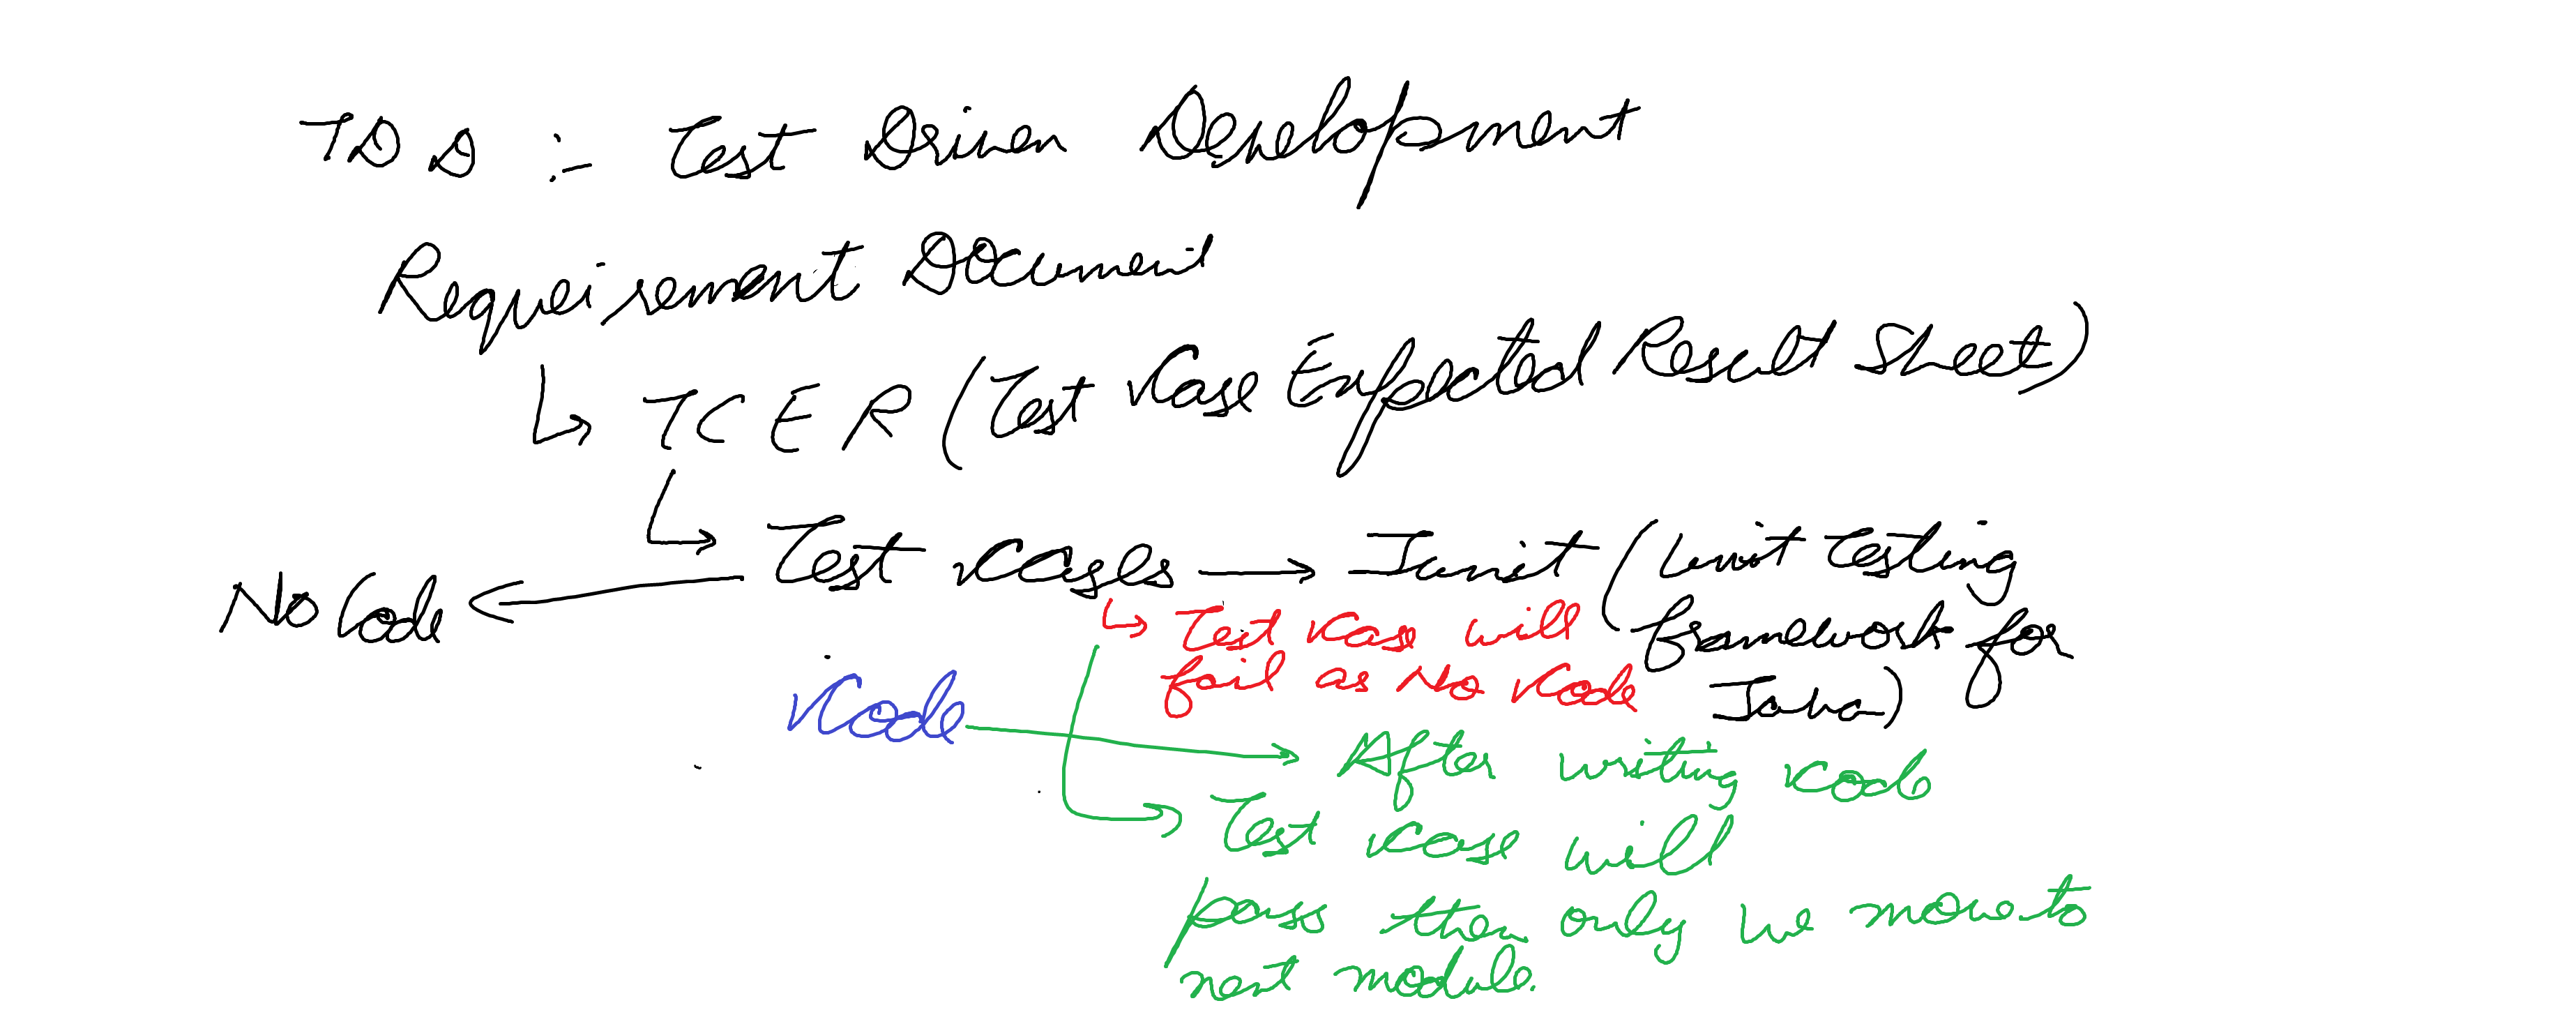 TDD :- Test Driven Development
Requeirsement Document
TCER (Test Case Expected Result Sheet)
Test cases → Junit (Unit Testing
No Code
Test Case will
framework for
fail as No Code
Java)
Code
After writing code
Test case will
pass then only we move to
next module.